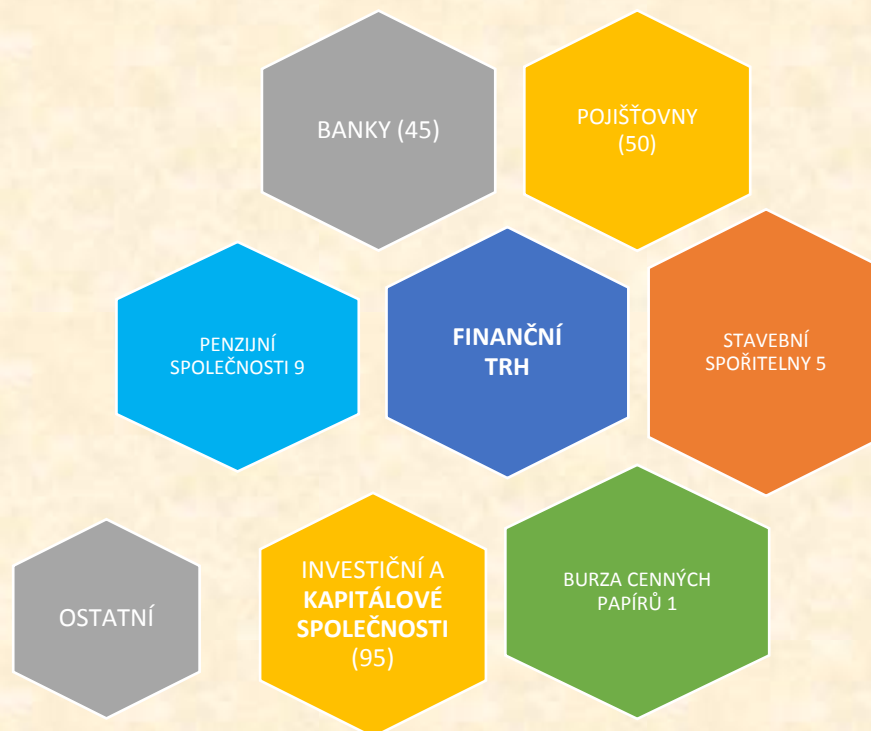 BANKY (45)
POJIŠŤOVNY
(50)
PENZIJNÍ
SPOLEČNOSTI 9
FINANČNÍ
TRH
STAVEBNÍ
SPOŘITELNY 5
OSTATNÍ
INVESTIČNÍ A
KAPITÁLOVÉ
SPOLEČNOSTI
(95)
BURZA CENNÝCH
PAPÍRŮ 1